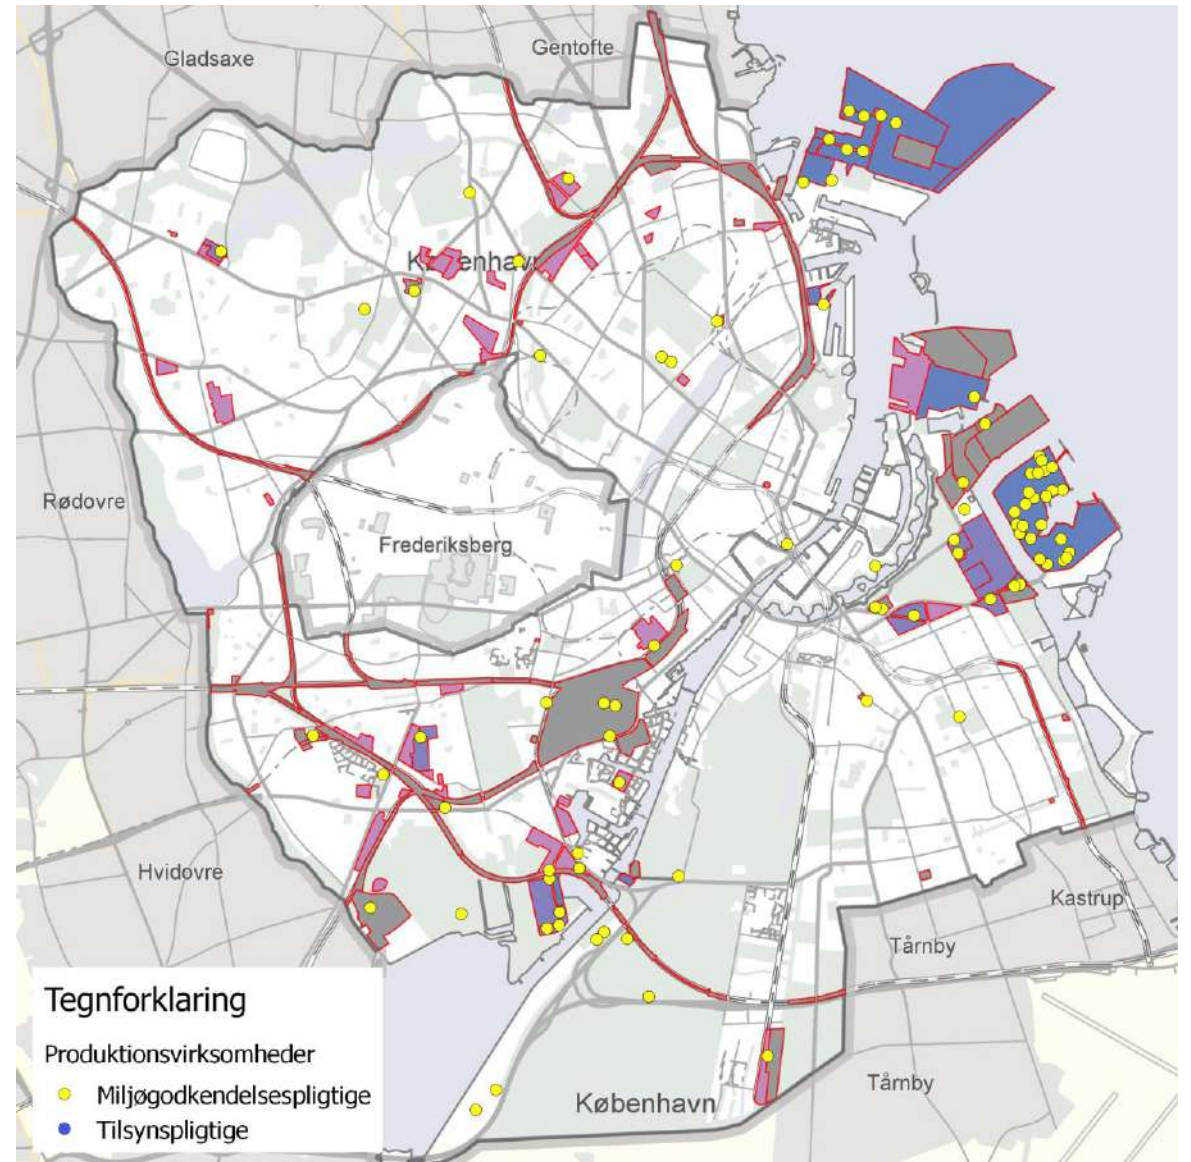 Gentofte
Gladsaxe
København
Rødovre
Frederiksberg
Hvidovre
Kastrup
Tårnby
Tårnby
København
Tegnforklaring
Produktionsvirksomheder
Miljøgodkendelsespligtige
Tilsynspligtige